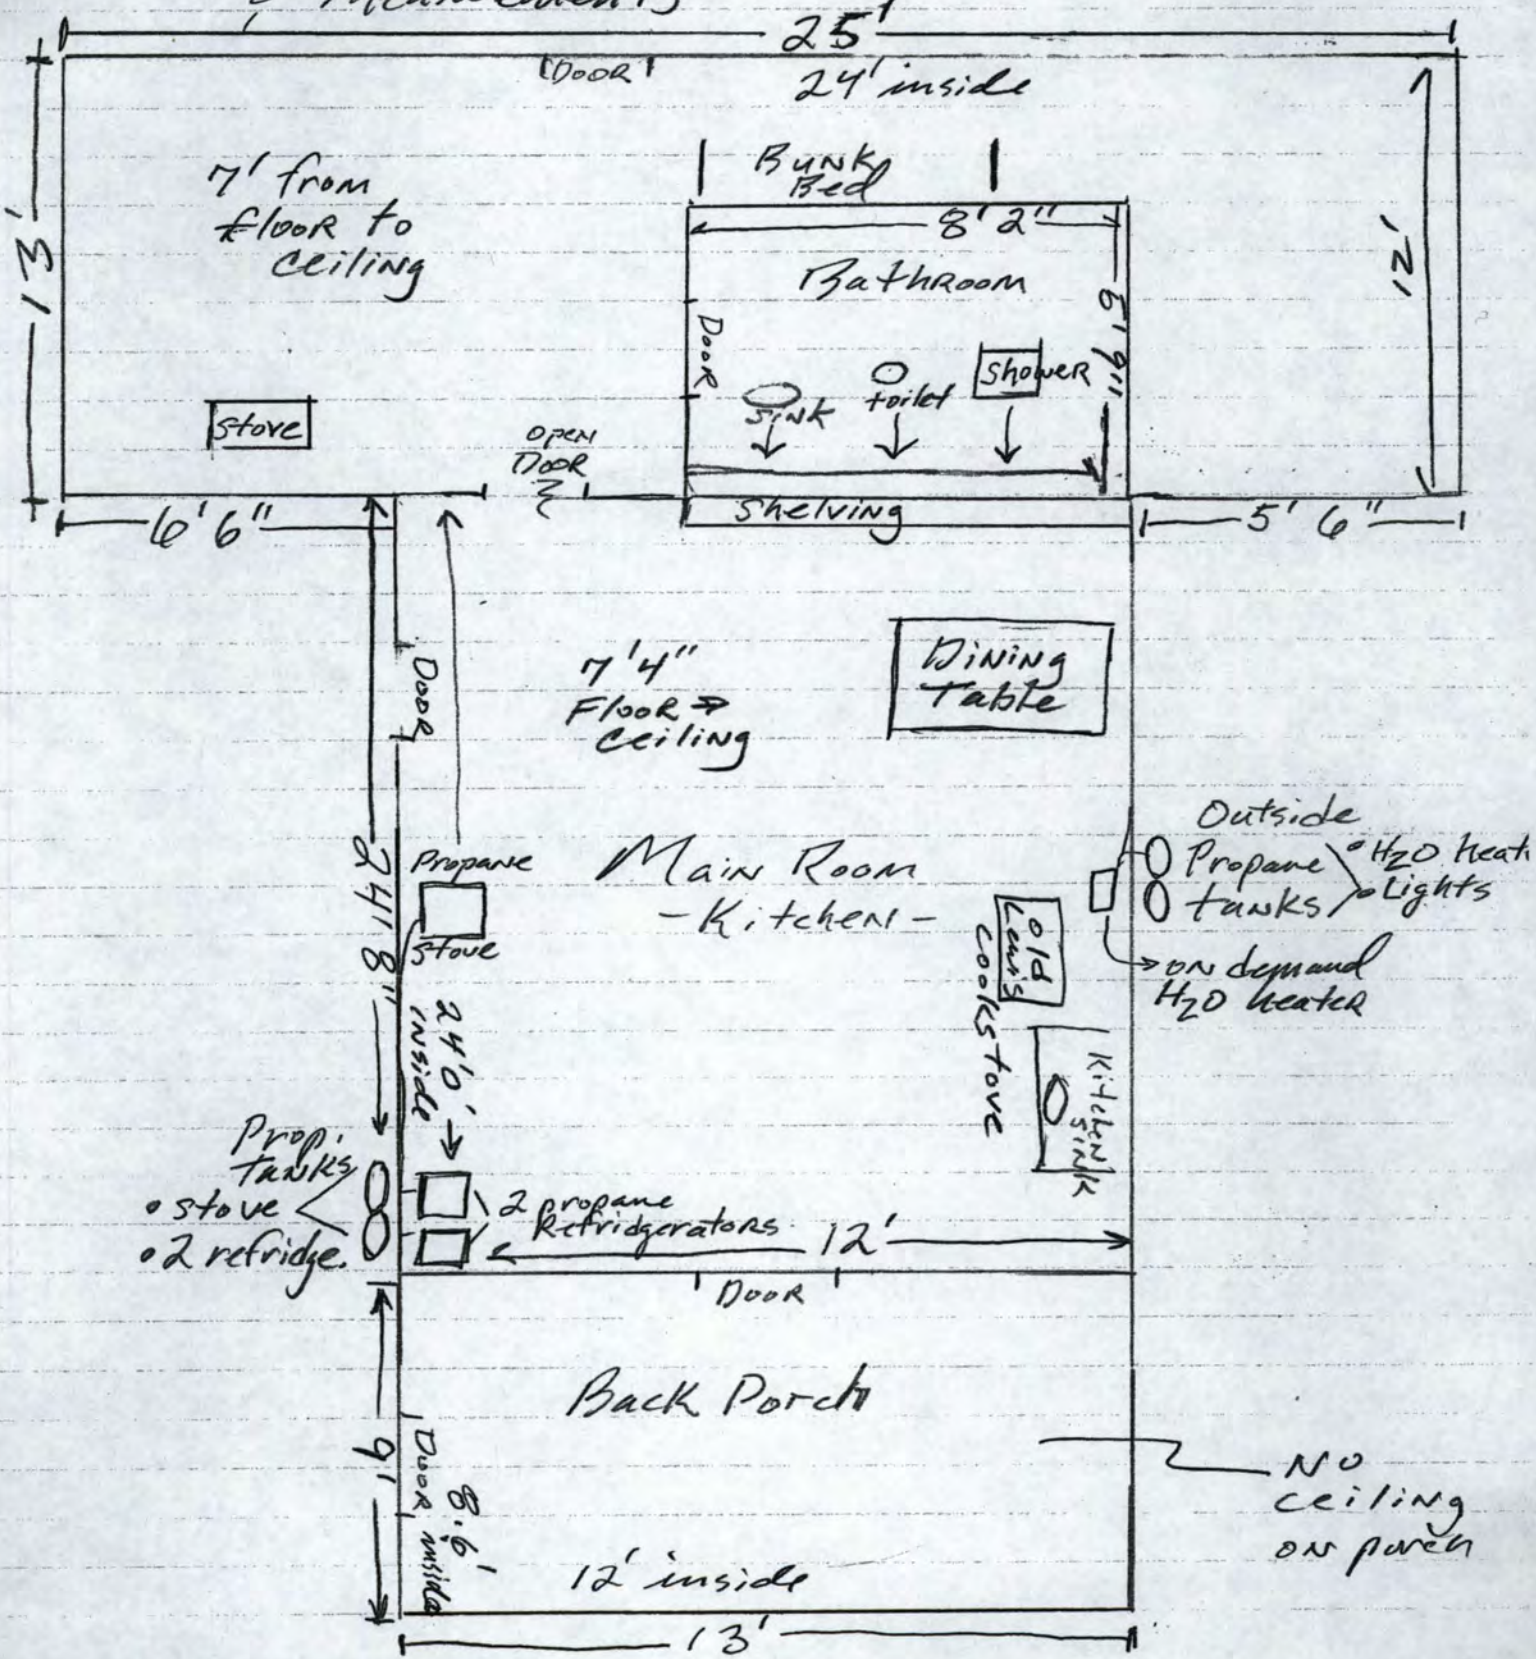 & Measurements
25'
DOOR
24' inside
7' from
floor to
ceiling
Bunk
Bed
13'
8' 2"
Bathroom
12'
5' 9"
Door
sink
toilet
shower
stove
open
Door
shelving
6' 6"
5' 6"
Door
7'4"
Floor →
ceiling
Dining
Table
24' 8"
Propane
stove
Main Room
- Kitchen -
Outside
Propane
tanks
• H2O heat
• Lights
on demand
H2O heater
old
Lewis
cookstove
24'0'
inside
Kitchen
sink
Prop.
Tanks
• stove
• 2 refridge.
2 propane
Refridgerators
12'
Door
Back Porch
9'
Door
8.6'
inside
No
ceiling
on porch
12' inside
13'